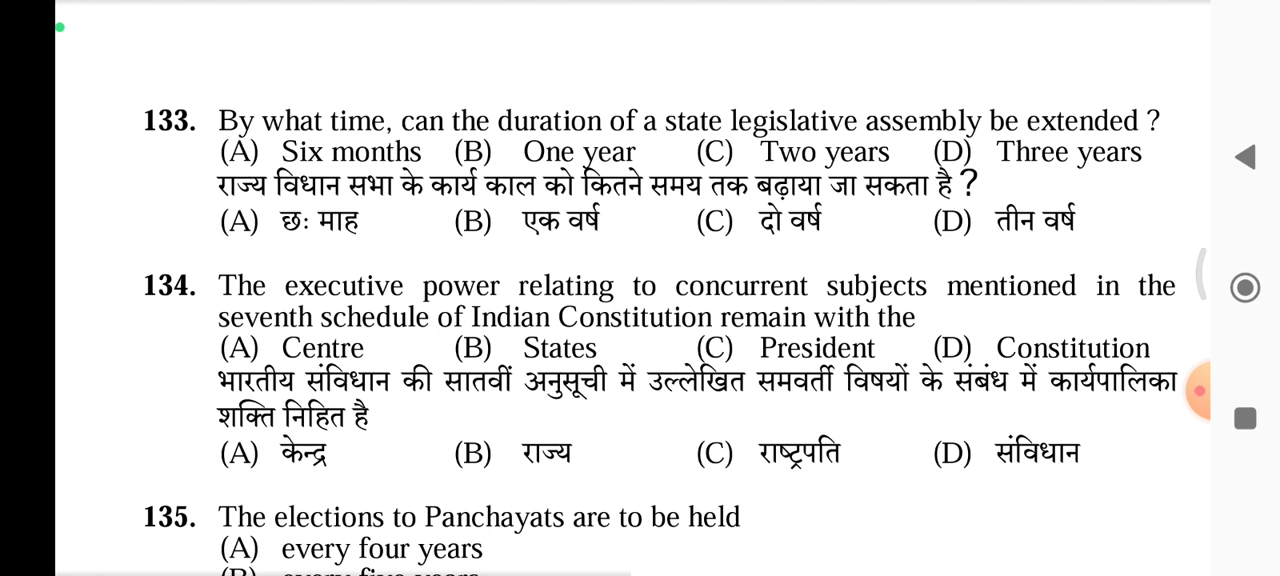 133. By what time, can the duration of a state legislative assembly be extended ?
(A) Six months (B) One year (C) Two years (D) Three years
राज्य विधान सभा के कार्य काल को कितने समय तक बढ़ाया जा सकता है ?
(A) छः माह (B) एक वर्ष (C) दो वर्ष (D) तीन वर्ष
134. The executive power relating to concurrent subjects mentioned in the
seventh schedule of Indian Constitution remain with the
(A) Centre (B) States (C) President (D) Constitution
भारतीय संविधान की सातवीं अनुसूची में उल्लेखित समवर्ती विषयों के संबंध में कार्यपालिका
शक्ति निहित है
(A) केन्द्र (B) राज्य (C) राष्ट्रपति (D) संविधान
135. The elections to Panchayats are to be held
(A) every four years
(B) every five years